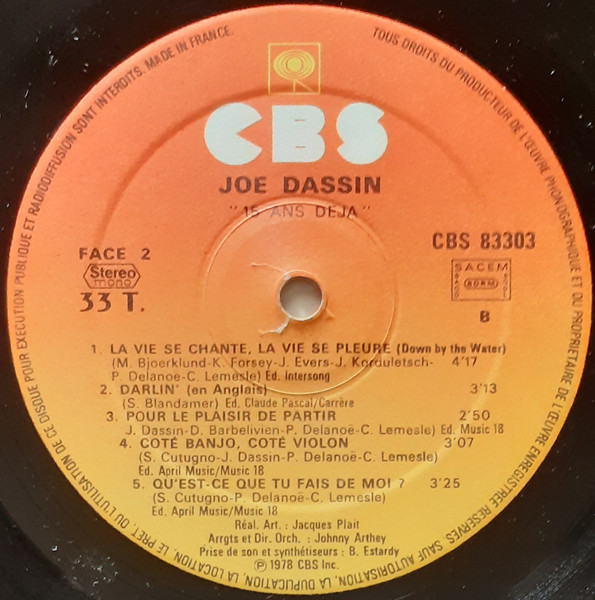 TOUS DROITS DU PRODUCTEUR DE L'ŒUVRE PHONOGRAPHIQUE ET DU PROPRIETAIRE DE L'ŒUVRE ENREGISTREE RESERVES. SAUF AUTORISATION, LA DUPLICATION, LA LOCATION, LE PRET, OU L'UTILISATION DE CE DISQUE POUR EXECUTION PUBLIQUE ET RADIODIFFUSION SONT INTERDITS. MADE IN FRANCE.
CBS
JOE DASSIN
"15 ANS DEJA"
FACE 2
CBS 83303
Stereo
mono
SACEM
SACD
BDRM
SGDL
33 T.
B
1. LA VIE SE CHANTE, LA VIE SE PLEURE (Down by the Water)
(M. Bjoerklund-K. Forsey-J. Evers-J. Korduletsch- 4'17
P. Delanoe-C. Lemesle) Ed. Intersong
2. DARLIN' (en Anglais) 3'13
(S. Blandamer) Ed. Claude Pascal/Carrère
3. POUR LE PLAISIR DE PARTIR 2'50
J. Dassin-D. Barbelivien-P. Delanoë-C. Lemesle) Ed. Music 18
4. COTÉ BANJO, COTÉ VIOLON 3'07
(S. Cutugno-J. Dassin-P. Delanoë-C. Lemesle)
Ed. April Music/Music 18
5. QU'EST-CE QUE TU FAIS DE MOI ? 3'25
(S. Cutugno-P. Delanoë-C. Lemesle)
Ed. April Music/Music 18
Réal. Art. : Jacques Plait
Arrgts et Dir. Orch. : Johnny Arthey
Prise de son et synthétiseurs : B. Estardy
℗ 1978 CBS Inc.